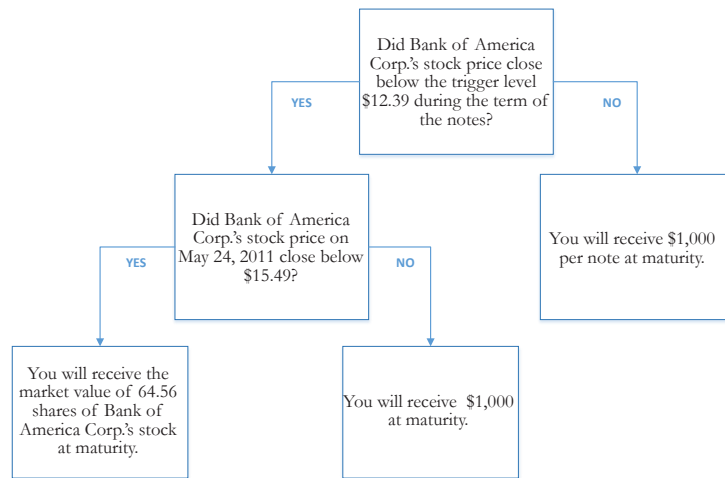 Did Bank of America
Corp.'s stock price close
below the trigger level
$12.39 during the term of
the notes?
YES
NO
Did Bank of America
Corp.'s stock price on
May 24, 2011 close below
$15.49?
You will receive $1,000
per note at maturity.
YES
NO
You will receive the
market value of 64.56
shares of Bank of
America Corp.'s stock
at maturity.
You will receive $1,000
at maturity.